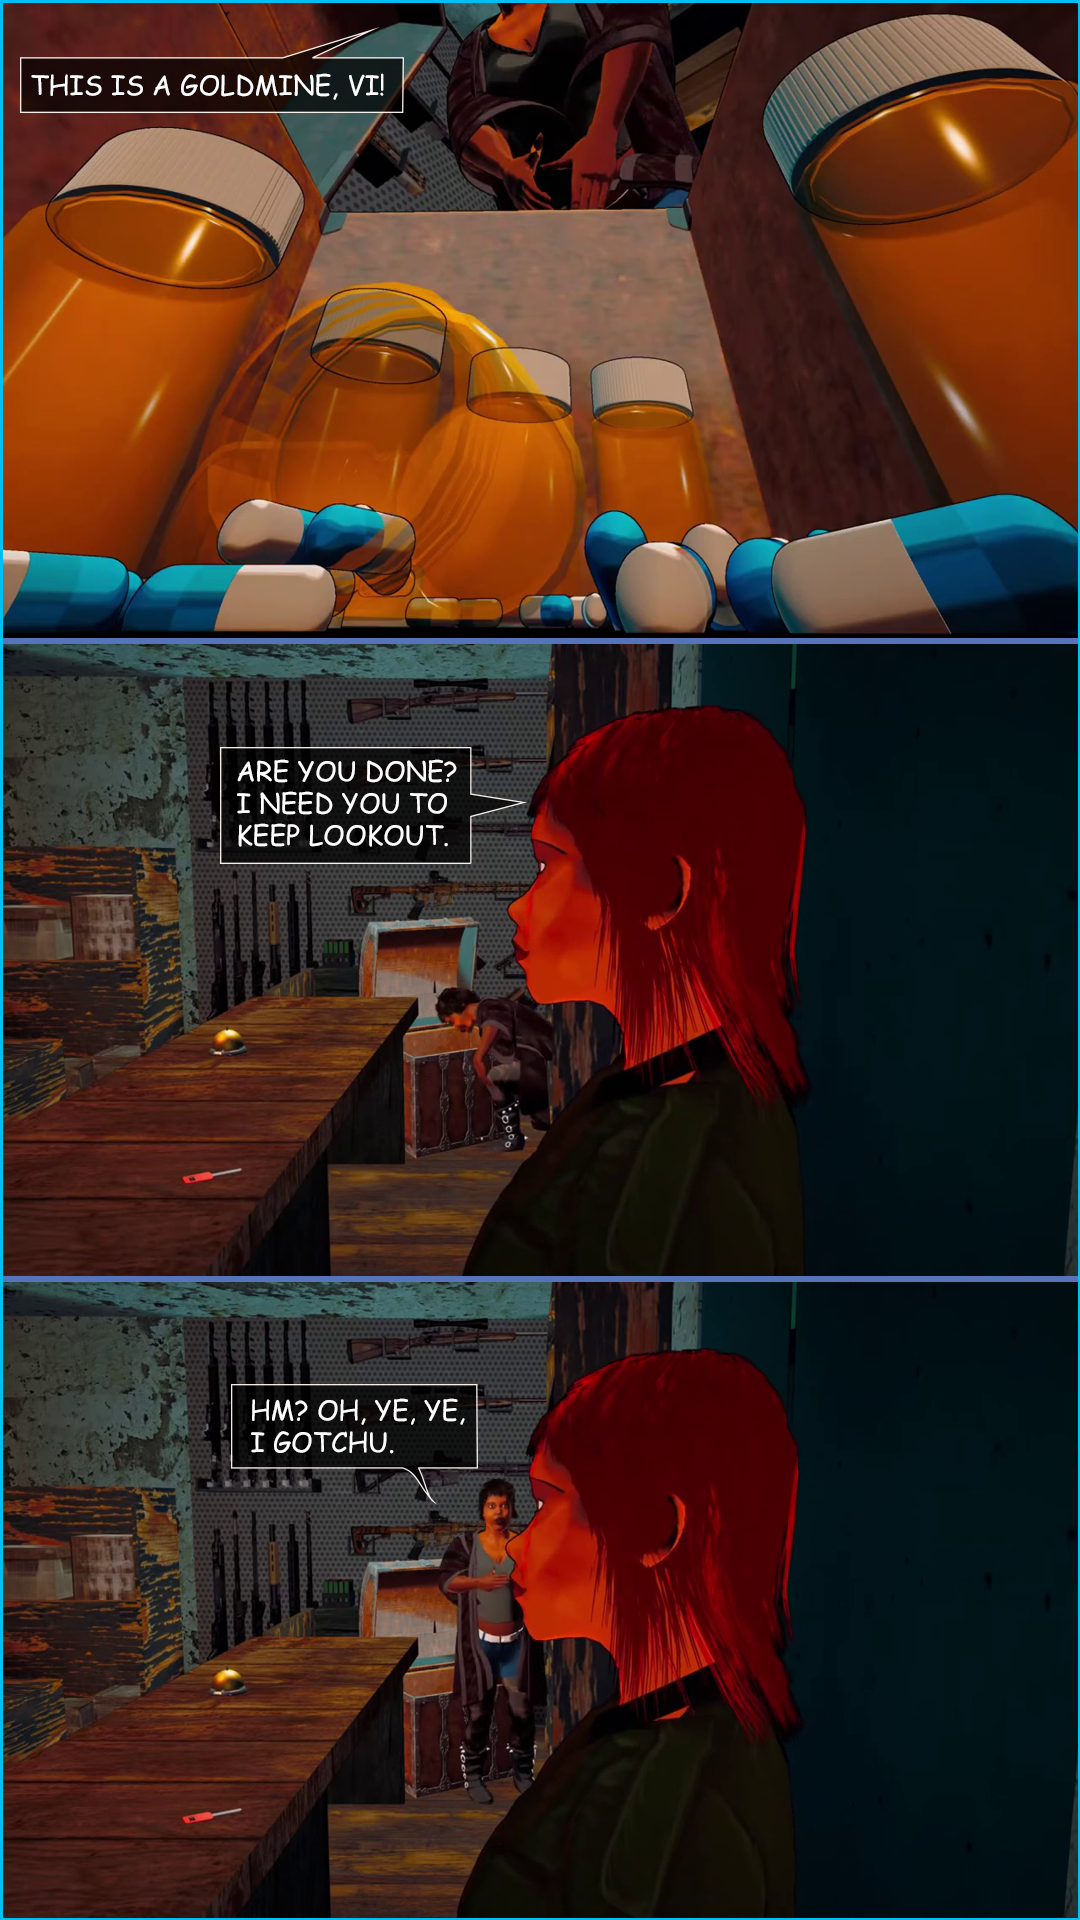 THIS IS A GOLDMINE, VI!
ARE YOU DONE?
I NEED YOU TO
KEEP LOOKOUT.
HM? OH, YE, YE,
I GOTCHU.